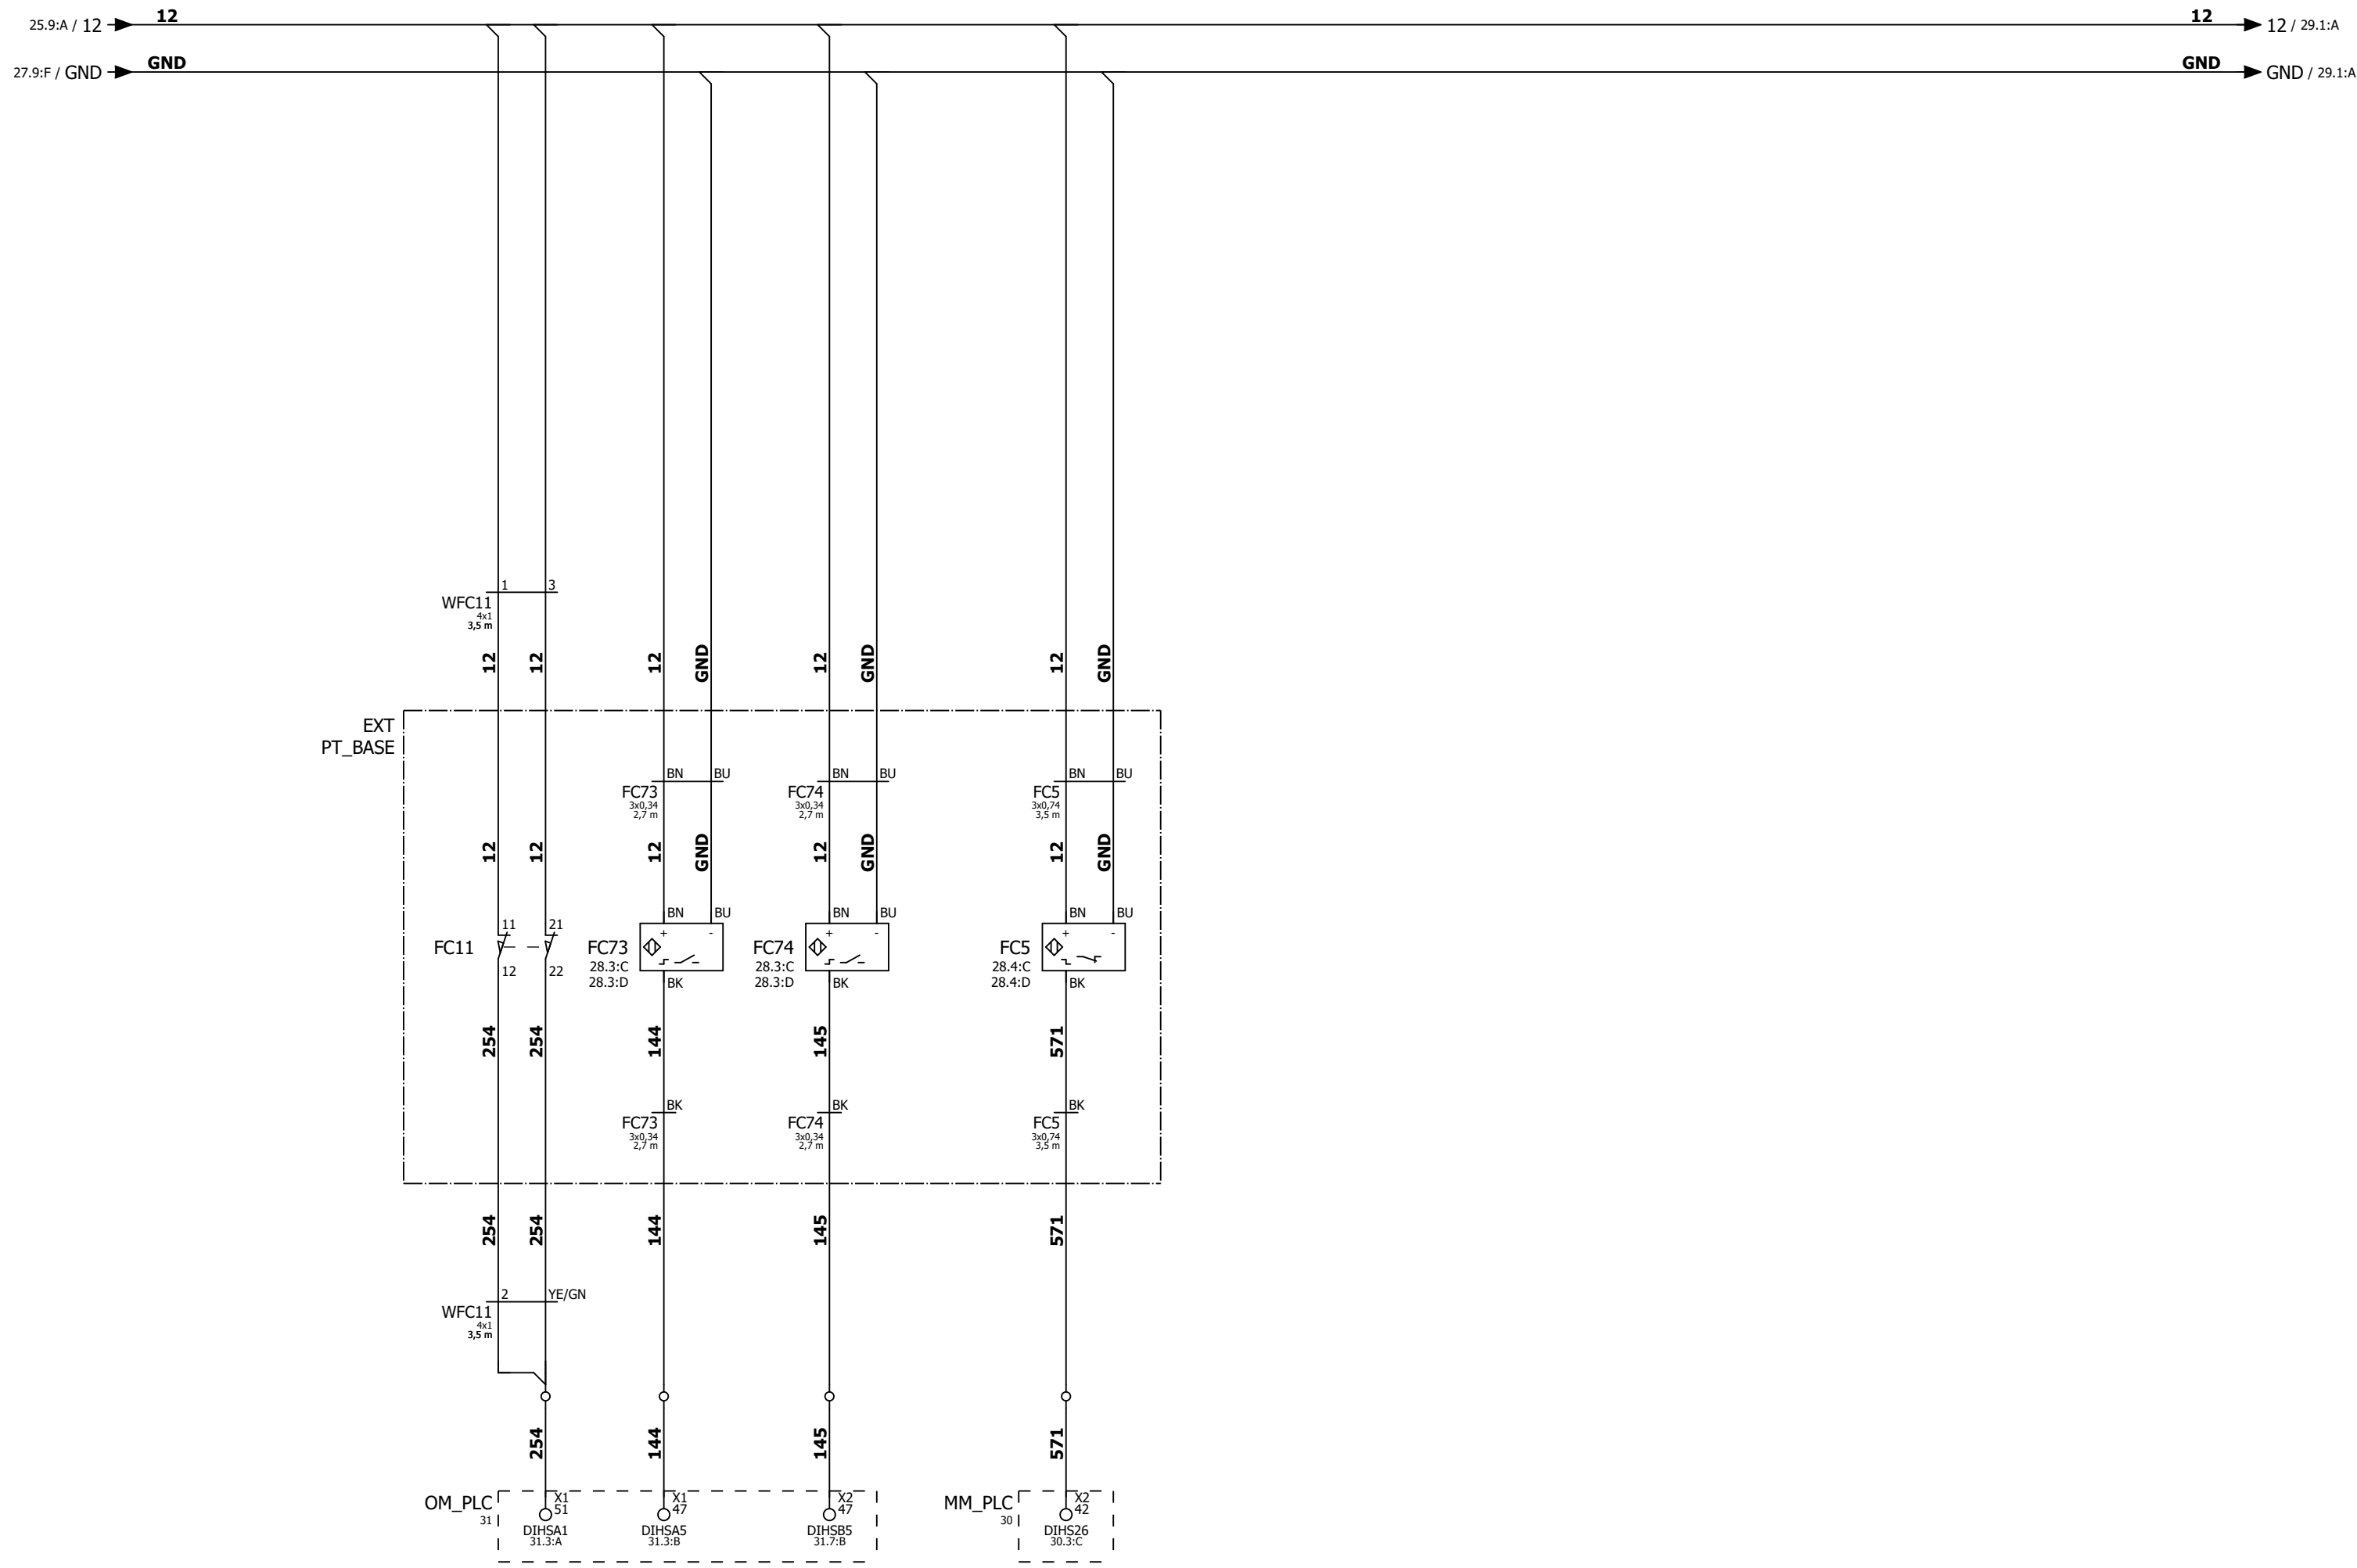 12 12
25.9:A / 12 12 / 29.1:A
GND GND
27.9:F / GND GND / 29.1:A
1 3
WFC11
4x1
3,5 m
12 12 12 GND 12 GND 12 GND
EXT
PT_BASE
BN BU BN BU BN BU
FC73 FC74 FC5
3x0,34 3x0,34 3x0,74
2,7 m 2,7 m 3,5 m
12 12 12 GND 12 GND 12 GND
BN BU BN BU BN BU
11 21
+ - + - + -
FC11 FC73 FC74 FC5
28.3:C 28.3:C 28.4:C
12 22
28.3:D 28.3:D 28.4:D
BK BK BK
254 254 144 145 571
BK BK BK
FC73 FC74 FC5
3x0,34 3x0,34 3x0,74
2,7 m 2,7 m 3,5 m
254 254 144 145 571
2 YE/GN
WFC11
4x1
3,5 m
254 144 145 571
X1 X1 X2 X2
OM_PLC 51 47 47 MM_PLC 42
31 30
DIHSA1 DIHSA5 DIHSB5 DIHS26
31.3:A 31.3:B 31.7:B 30.3:C